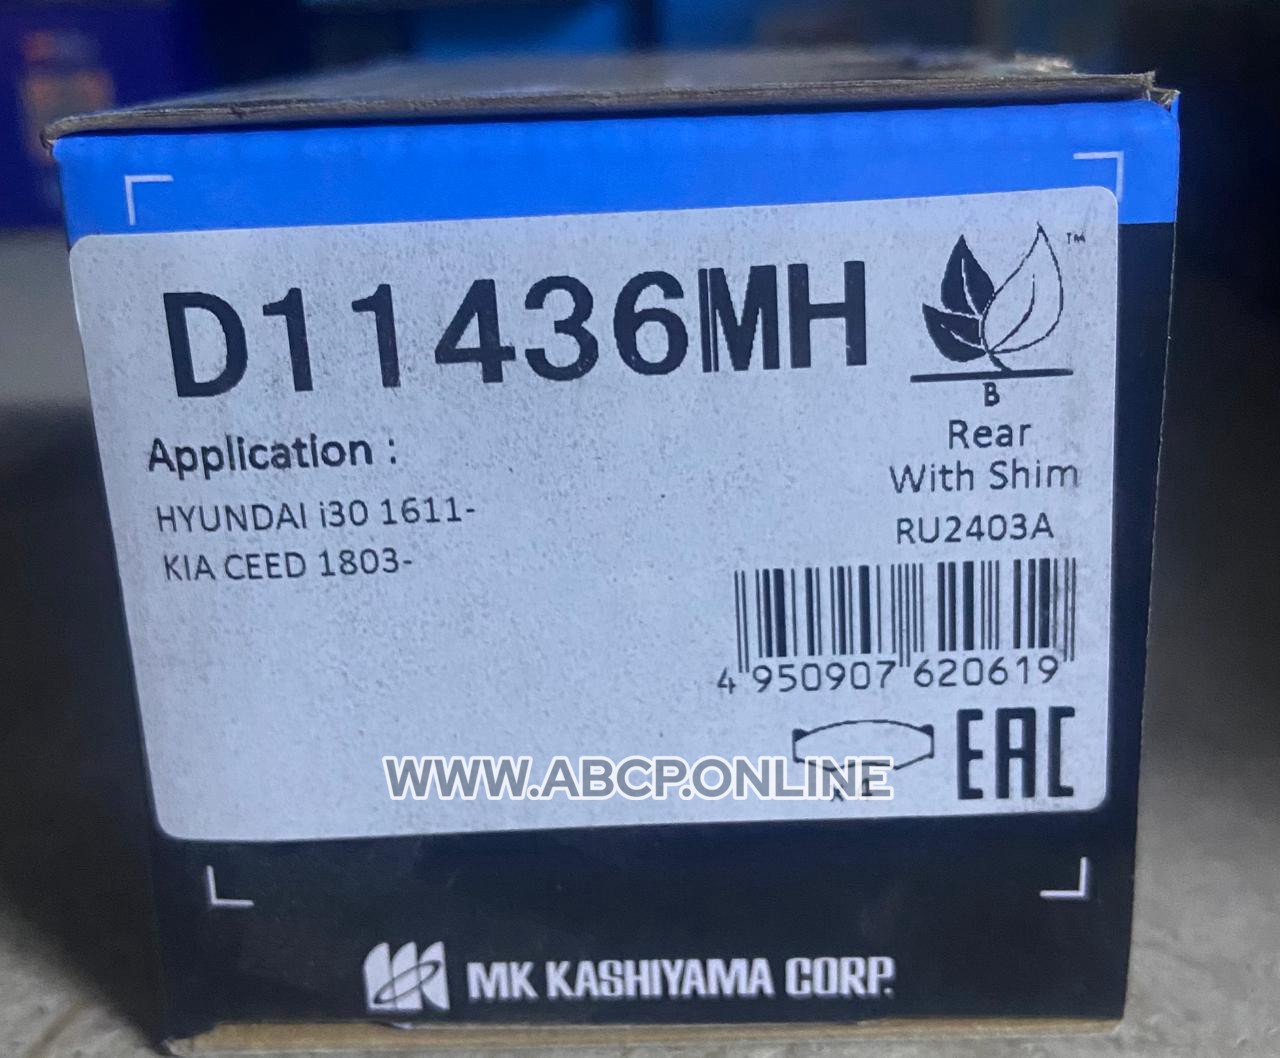 D11436MH
TM
B
Application :
Rear
With Shim
HYUNDAI i30 1611-
RU2403A
KIA CEED 1803-
4 950907 620619
EAC
WWW.ABCP.ONLINE
MK KASHIYAMA CORP.